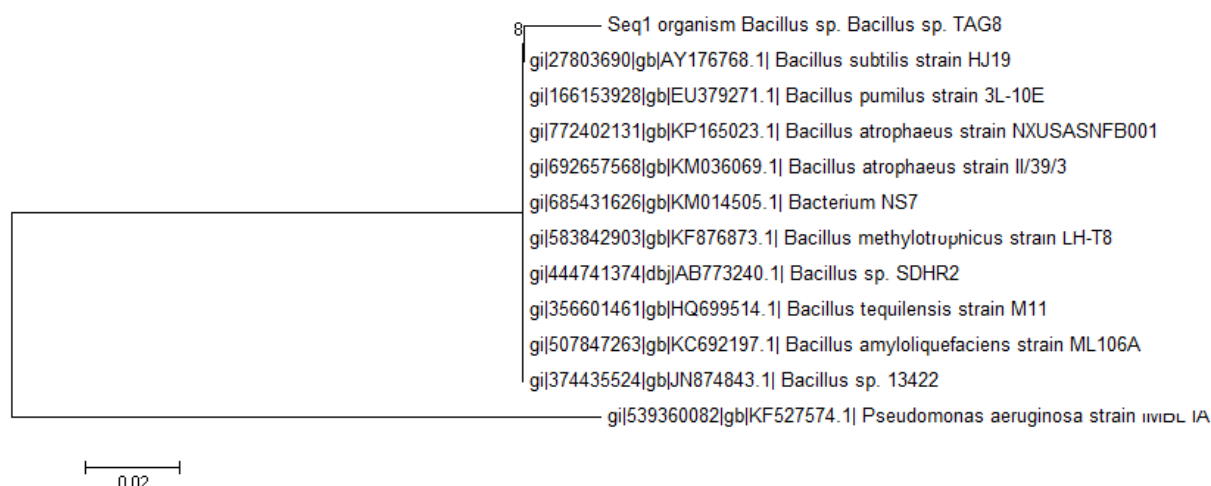 8
Seq1 organism Bacillus sp. Bacillus sp. TAG8
gi|27803690|gb|AY176768.1| Bacillus subtilis strain HJ19
gi|166153928|gb|EU379271.1| Bacillus pumilus strain 3L-10E
gi|772402131|gb|KP165023.1| Bacillus atrophaeus strain NXUSASNFB001
gi|692657568|gb|KM036069.1| Bacillus atrophaeus strain II/39/3
gi|685431626|gb|KM014505.1| Bacterium NS7
gi|583842903|gb|KF876873.1| Bacillus methylotrophicus strain LH-T8
gi|444741374|dbj|AB773240.1| Bacillus sp. SDHR2
gi|356601461|gb|HQ699514.1| Bacillus tequilensis strain M11
gi|507847263|gb|KC692197.1| Bacillus amyloliquefaciens strain ML106A
gi|374435524|gb|JN874843.1| Bacillus sp. 13422
gi|539360082|gb|KF527574.1| Pseudomonas aeruginosa strain
0.02